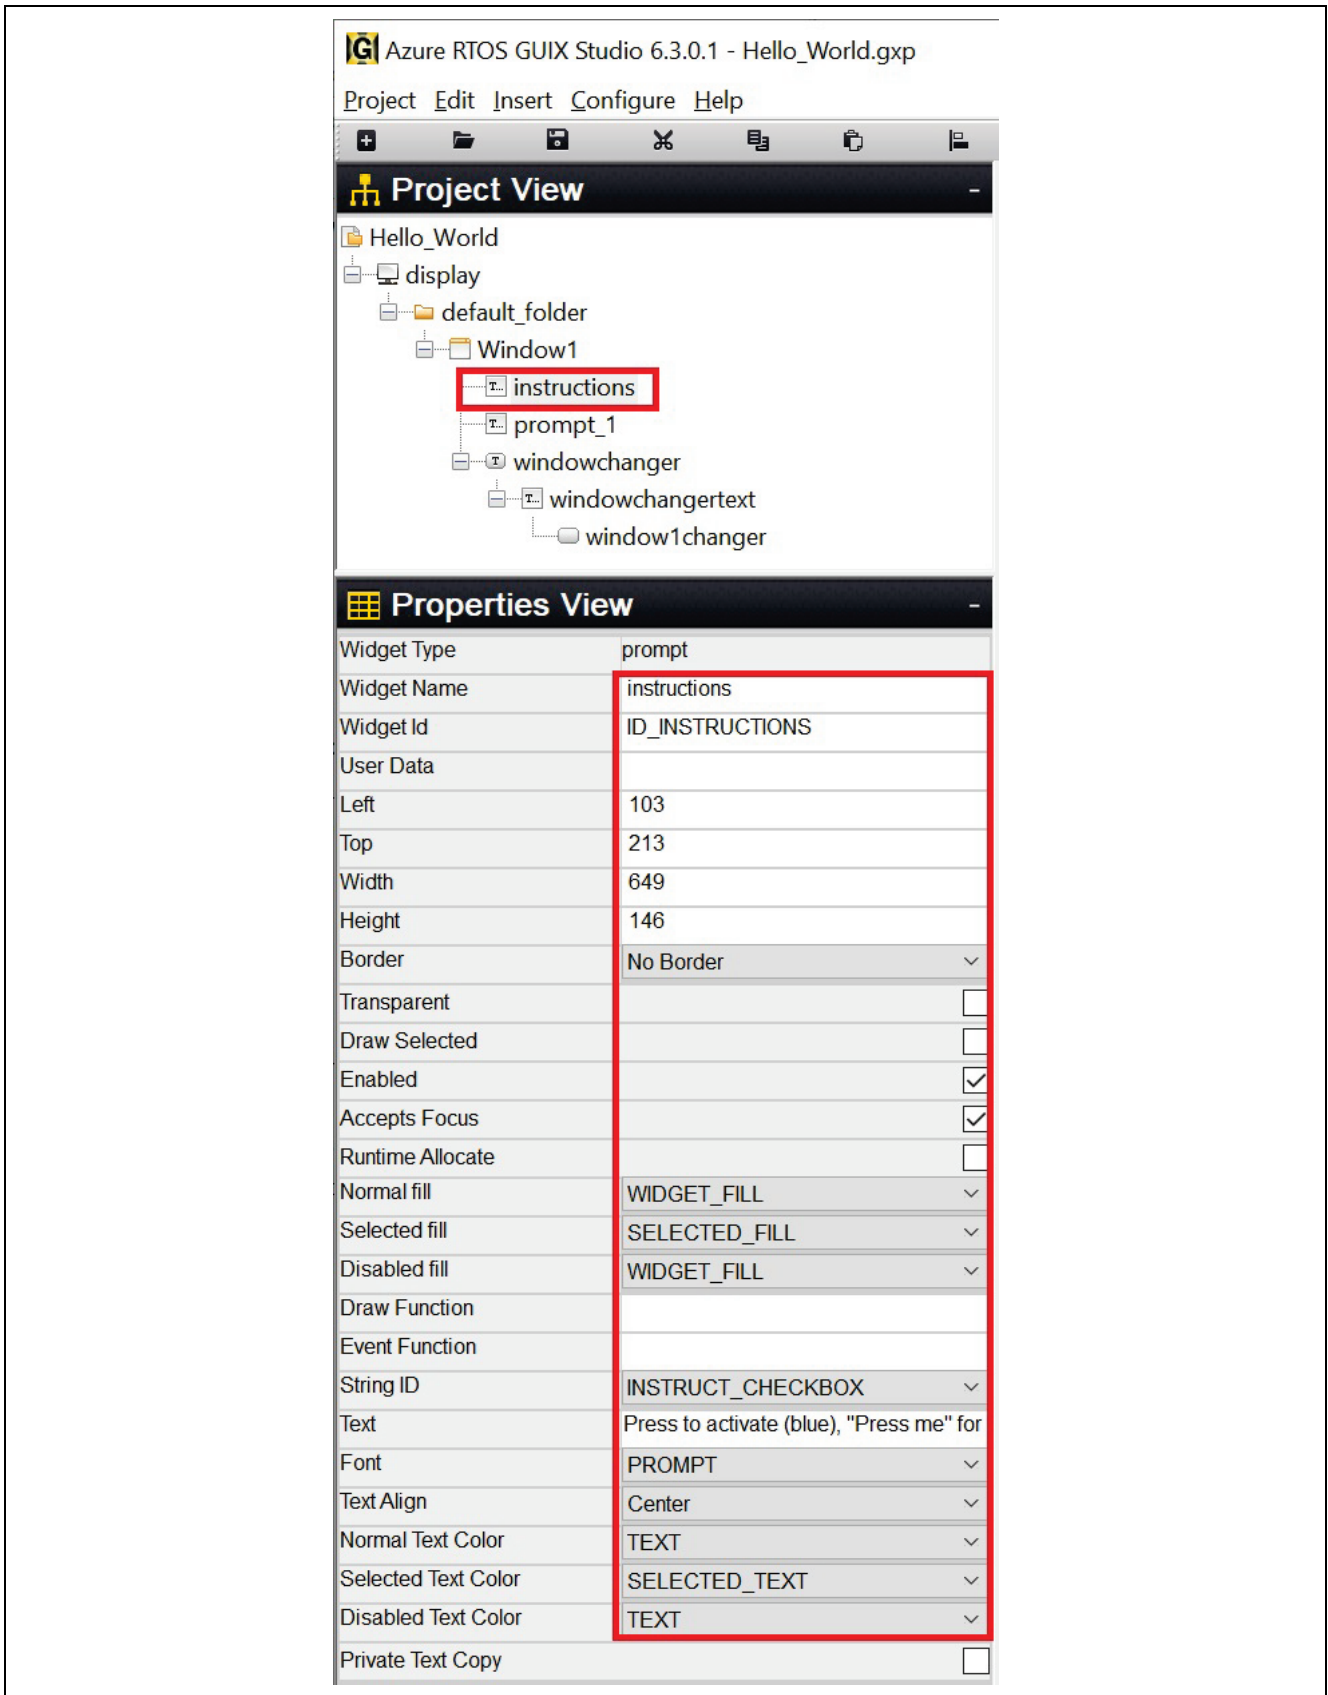 Azure RTOS GUIX Studio 6.3.0.1 - Hello_World.gxp
Project Edit Insert Configure Help
Project View
Hello_World
display
default_folder
Window1
instructions
prompt_1
windowchanger
windowchangertext
window1changer
Properties View
Widget Type prompt
Widget Name instructions
Widget Id ID_INSTRUCTIONS
User Data
Left 103
Top 213
Width 649
Height 146
Border No Border
Transparent
Draw Selected
Enabled
Accepts Focus
Runtime Allocate
Normal fill WIDGET_FILL
Selected fill SELECTED_FILL
Disabled fill WIDGET_FILL
Draw Function
Event Function
String ID INSTRUCT_CHECKBOX
Text Press to activate (blue), "Press me" for
Font PROMPT
Text Align Center
Normal Text Color TEXT
Selected Text Color SELECTED_TEXT
Disabled Text Color TEXT
Private Text Copy